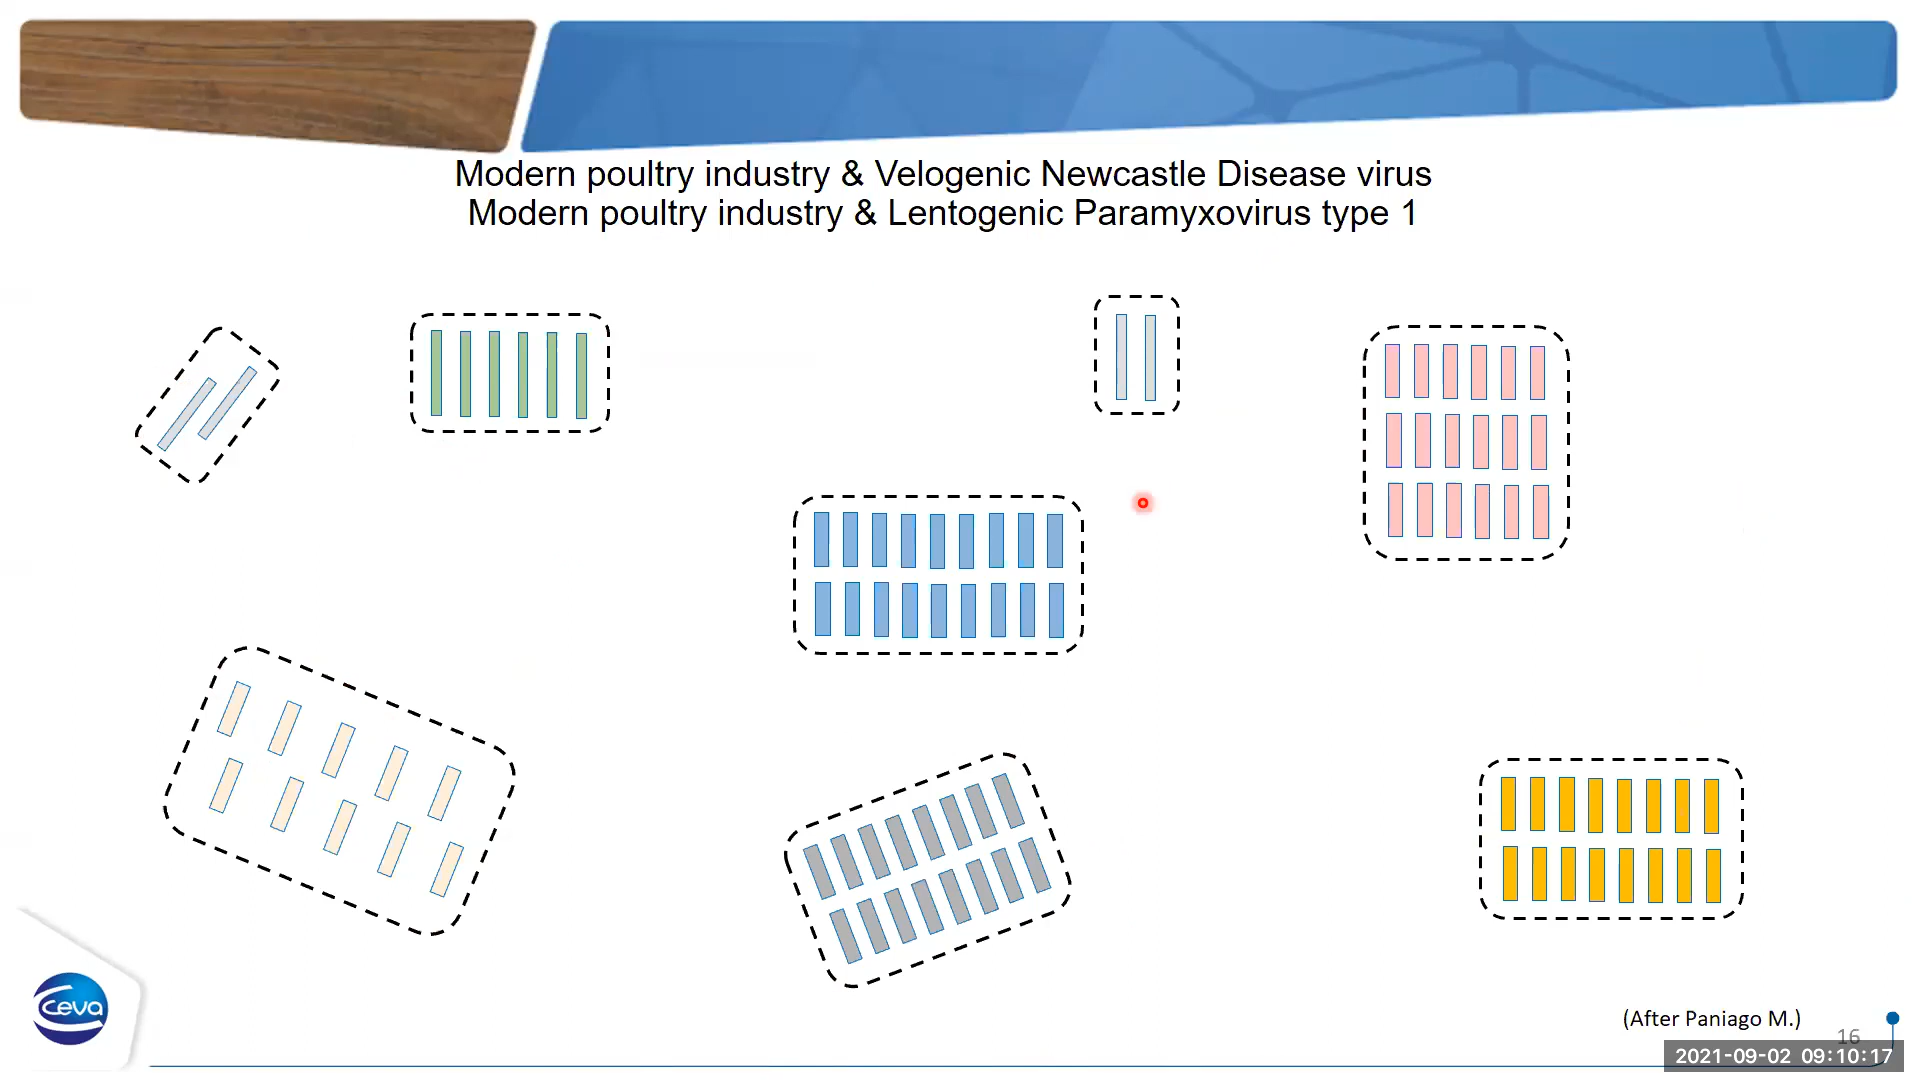 Modern poultry industry & Velogenic Newcastle Disease virus
Modern poultry industry & Lentogenic Paramyxovirus type 1
ceva
(After Paniago M.)
16
2021-09-02 09:10:17